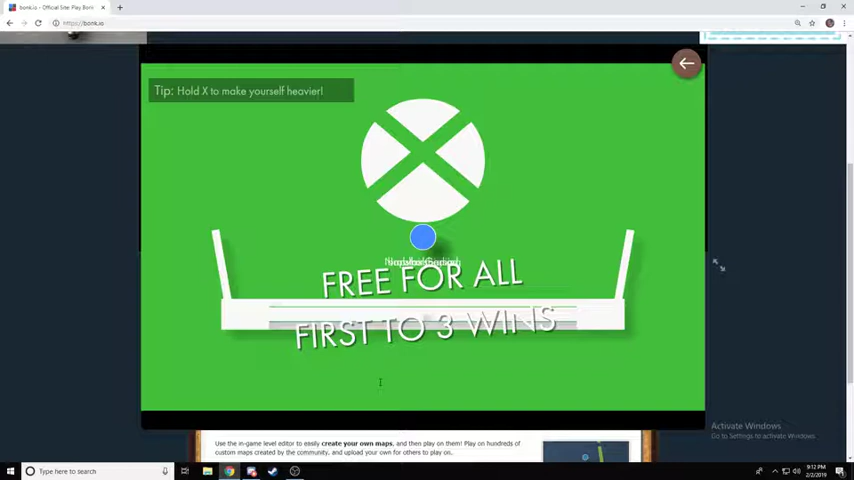 bonk.io - Official Site: Play Bonk
https://bonk.io
Tip: Hold X to make yourself heavier!
FREE FOR ALL
FIRST TO 3 WINS
Use the in-game level editor to easily create your own maps, and then play on them! Play on hundreds of
custom maps created by the community, and upload your own for others to play on.
Activate Windows
Go to Settings to activate Windows.
Type here to search
9:12 PM
2/2/2019